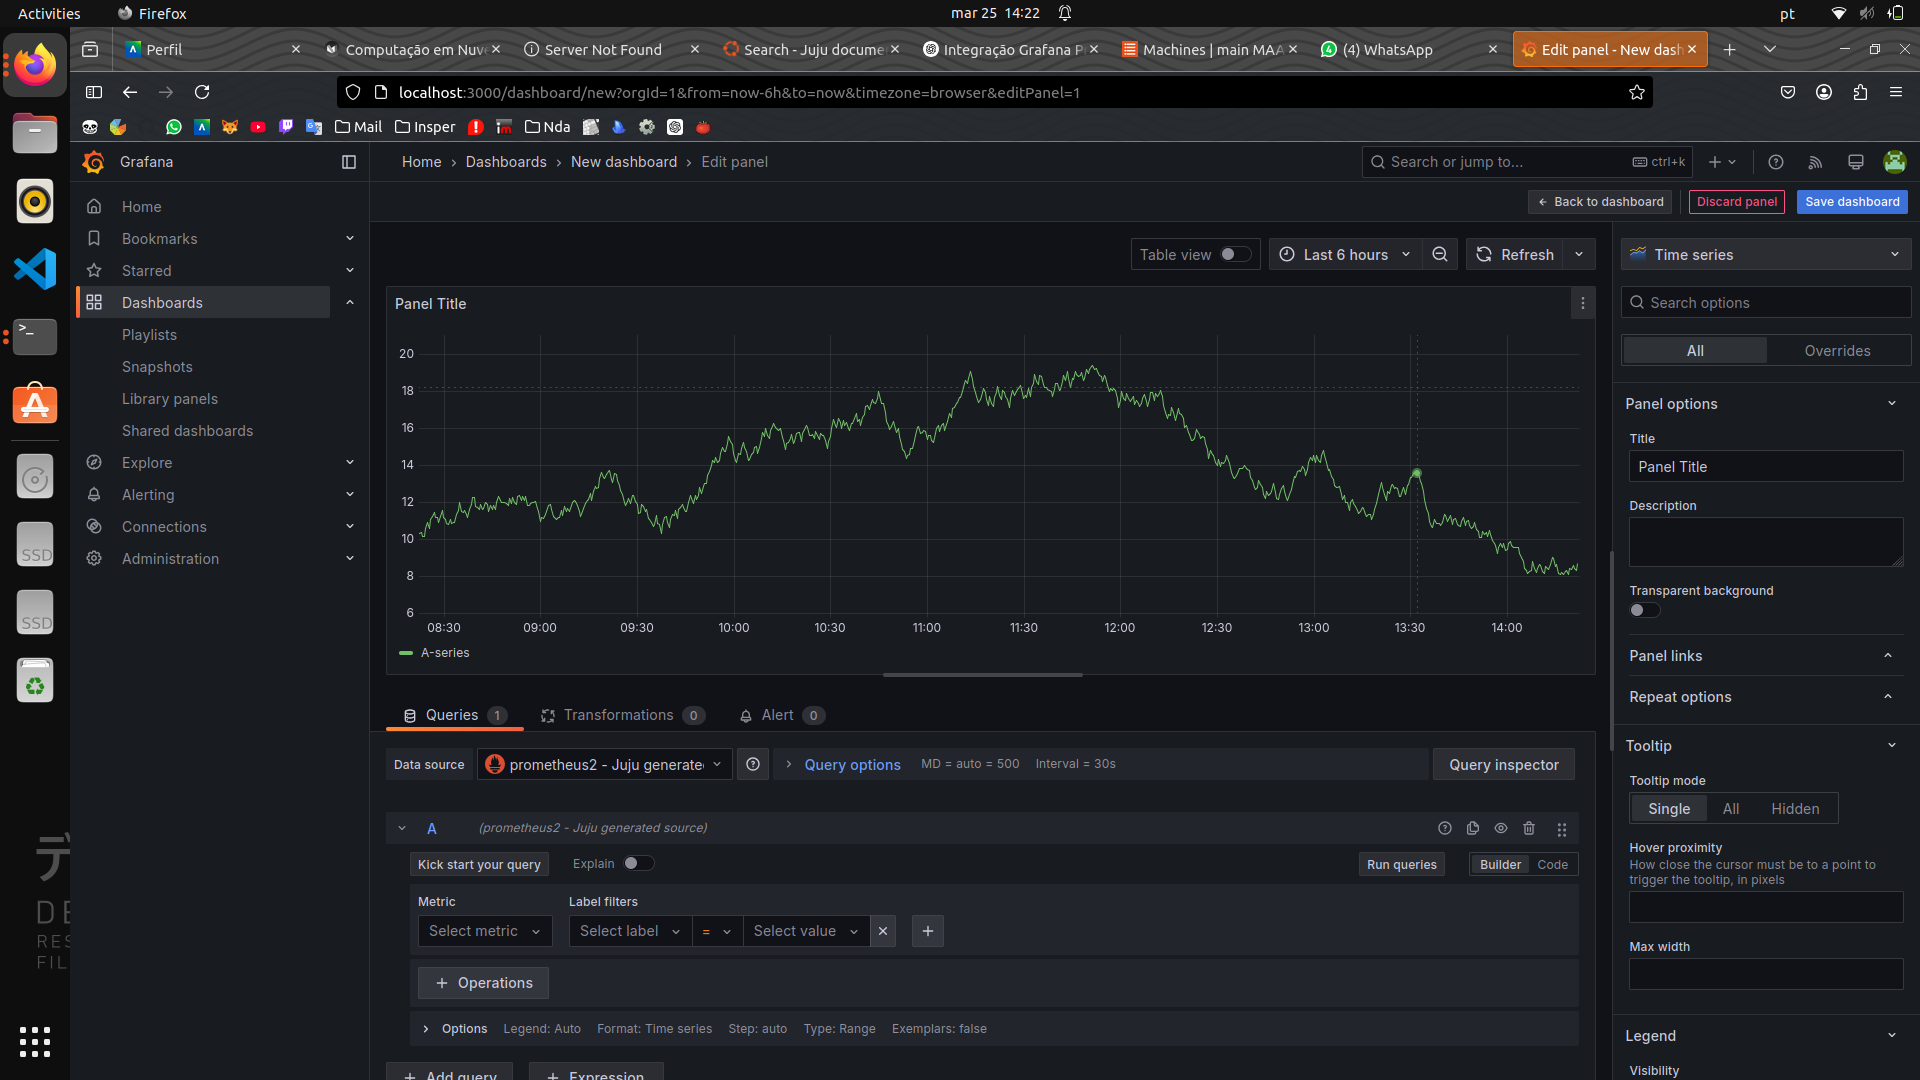 Activities
Firefox
mar 25 14:22
pt
Perfil
Computação em Nuve
Server Not Found
Search - Juju docume
Integração Grafana P
Machines | main MAA
(4) WhatsApp
Edit panel - New dash
localhost:3000/dashboard/new?orgId=1&from=now-6h&to=now&timezone=browser&editPanel=1
Mail
Insper
Nda
Grafana
Home › Dashboards › New dashboard › Edit panel
Search or jump to...
ctrl+k
Back to dashboard
Discard panel
Save dashboard
Home
Bookmarks
Starred
Dashboards
Playlists
Snapshots
Library panels
Shared dashboards
Explore
Alerting
Connections
Administration
Table view
Last 6 hours
Refresh
Panel Title
20
18
16
14
12
10
8
6
08:30 09:00 09:30 10:00 10:30 11:00 11:30 12:00 12:30 13:00 13:30 14:00
A-series
Queries 1
Transformations 0
Alert 0
Data source
prometheus2 - Juju generated
Query options
MD = auto = 500
Interval = 30s
Query inspector
A
(prometheus2 - Juju generated source)
Kick start your query
Explain
Run queries
Builder
Code
Metric
Label filters
Select metric
Select label
=
Select value
Operations
Options
Legend: Auto
Format: Time series
Step: auto
Type: Range
Exemplars: false
Add query
Expression
Time series
Search options
All
Overrides
Panel options
Title
Panel Title
Description
Transparent background
Panel links
Repeat options
Tooltip
Tooltip mode
Single
All
Hidden
Hover proximity
How close the cursor must be to a point to
trigger the tooltip, in pixels
Max width
Legend
Visibility
SSD
SSD
デ
DE
RES
FIL